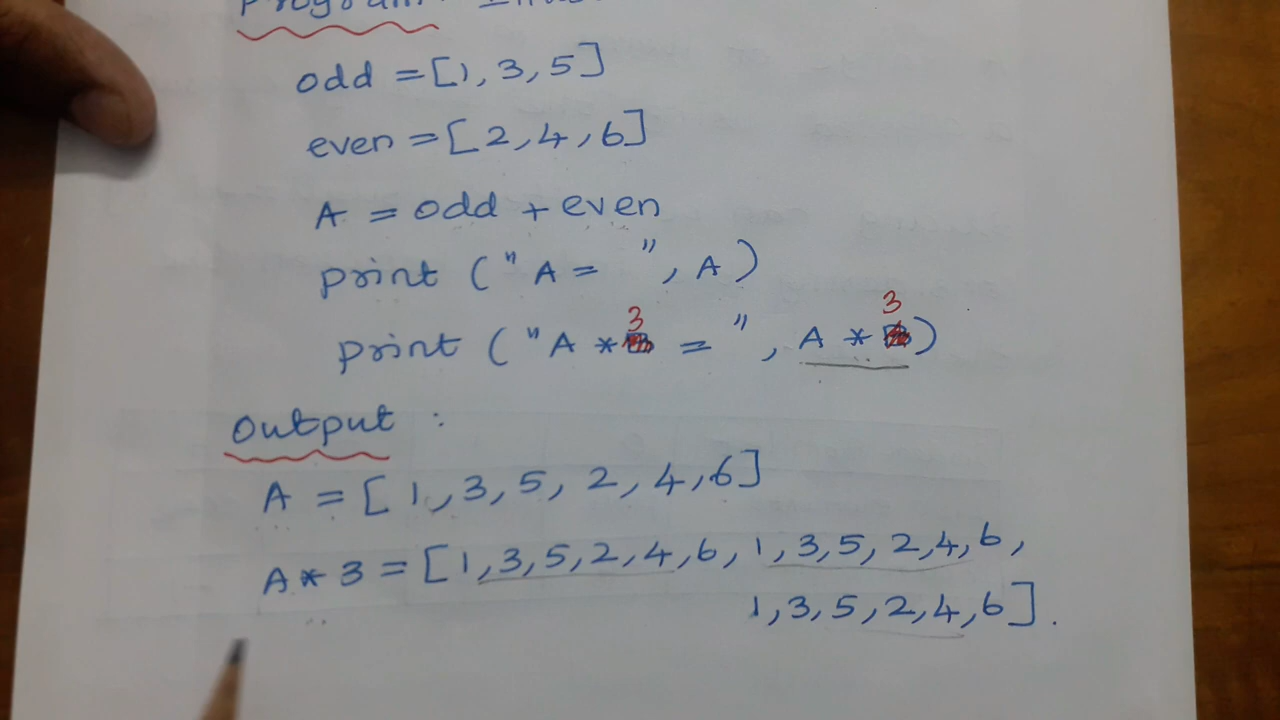 Program:
odd = [1, 3, 5]
even = [2, 4, 6]
A = odd + even
print ("A = ", A)
print ("A * 3 = ", A * 3)
Output :
A = [1, 3, 5, 2, 4, 6]
A * 3 = [1, 3, 5, 2, 4, 6, 1, 3, 5, 2, 4, 6,
1, 3, 5, 2, 4, 6].